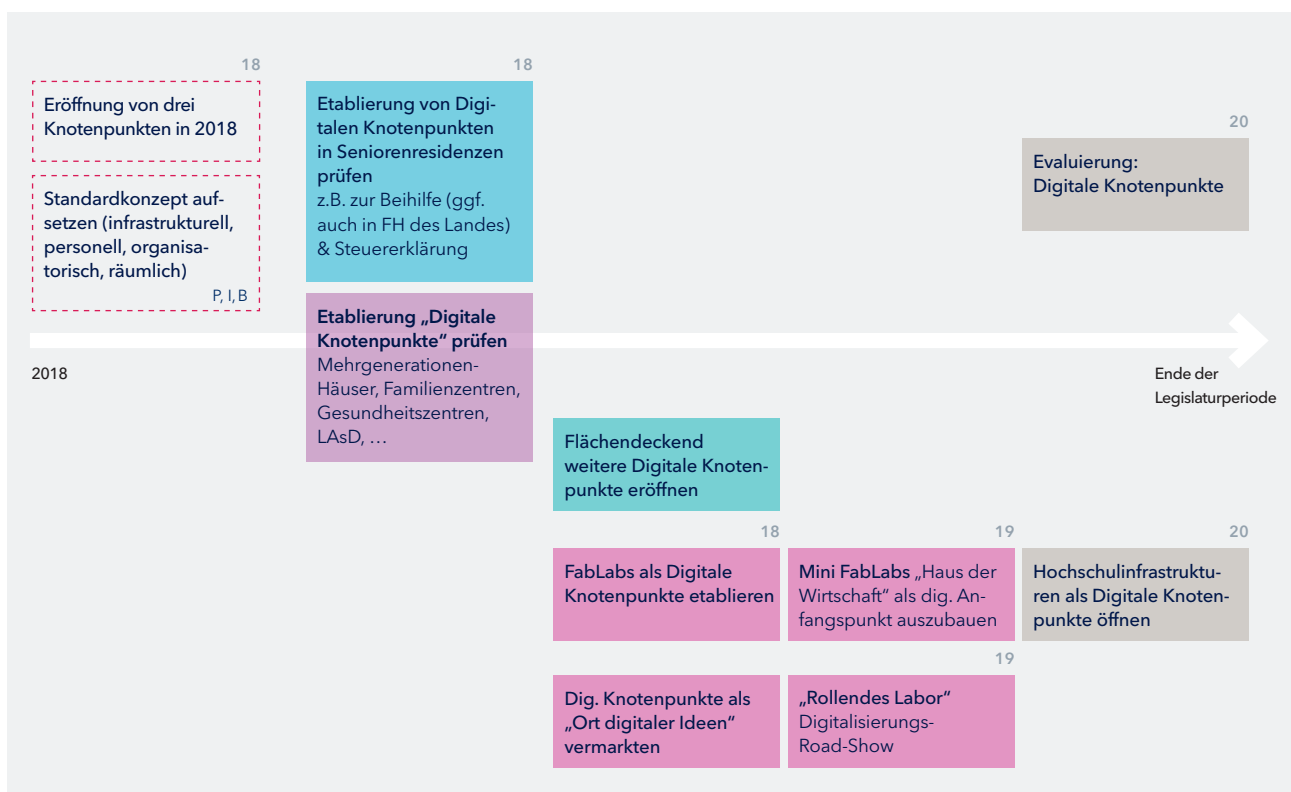 18
Eröffnung von drei
Knotenpunkten in 2018
Standardkonzept auf-
setzen (infrastrukturell,
personell, organisa-
torisch, räumlich)
P, I, B
18
Etablierung von Digi-
talen Knotenpunkten
in Seniorenresidenzen
prüfen
z.B. zur Beihilfe (ggf.
auch in FH des Landes)
& Steuererklärung
Etablierung „Digitale
Knotenpunkte“ prüfen
Mehrgenerationen-
Häuser, Familienzentren,
Gesundheitszentren,
LAsD, …
20
Evaluierung:
Digitale Knotenpunkte
2018
Ende der
Legislaturperiode
Flächendeckend
weitere Digitale Knoten-
punkte eröffnen
18
FabLabs als Digitale
Knotenpunkte etablieren
19
Mini FabLabs „Haus der
Wirtschaft“ als dig. An-
fangspunkt auszubauen
20
Hochschulinfrastruktu-
ren als Digitale Knoten-
punkte öffnen
Dig. Knotenpunkte als
„Ort digitaler Ideen“
vermarkten
19
„Rollendes Labor“
Digitalisierungs-
Road-Show